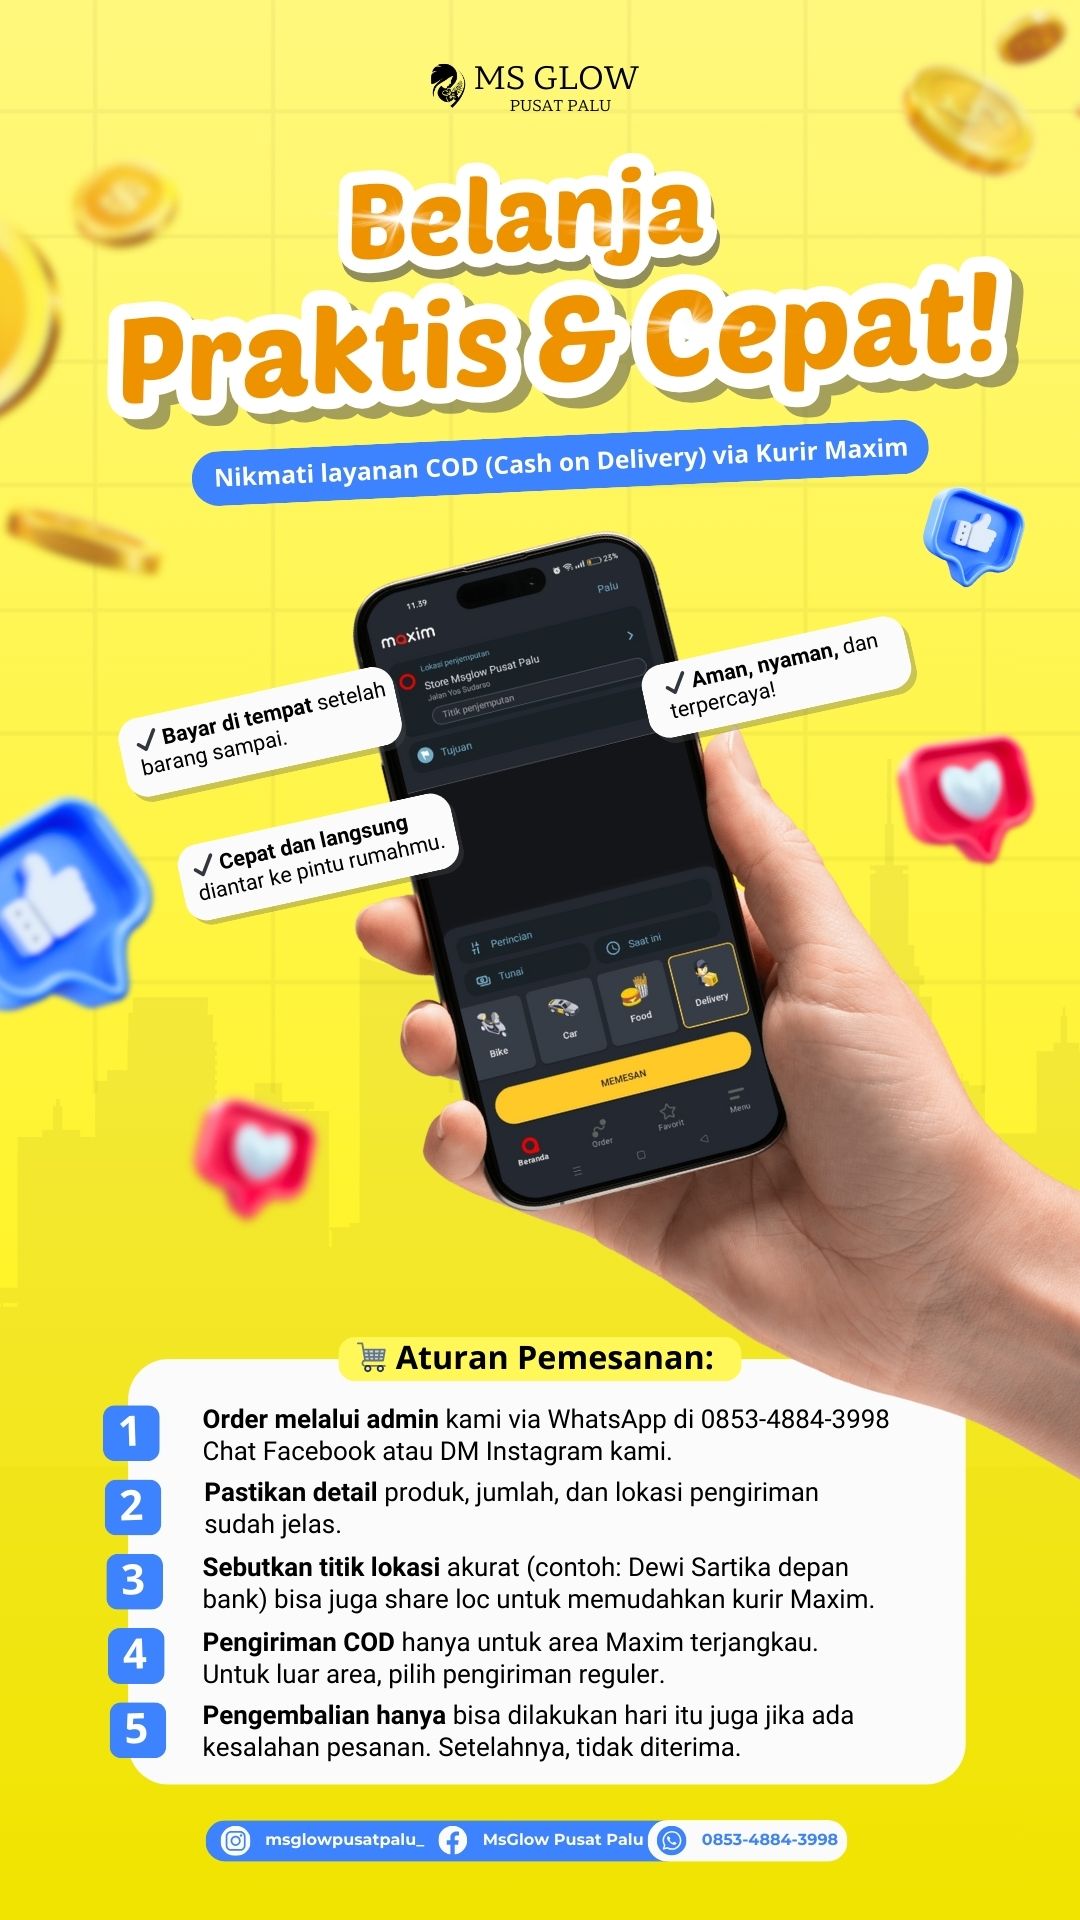 MS GLOW
PUSAT PALU
Belanja
Praktis & Cepat!
Nikmati layanan COD (Cash on Delivery) via Kurir Maxim
11.39
23%
maxim
Palu
Lokasi penjemputan
Store Msglow Pusat Palu
Jalan Yos Sudarso
Titik penjemputan
Tujuan
✓ Bayar di tempat setelah
barang sampai.
✓ Aman, nyaman, dan
terpercaya!
✓ Cepat dan langsung
diantar ke pintu rumahmu.
Perincian
Tunai
Saat ini
Bike
Car
Food
Delivery
MEMESAN
Beranda
Order
Favorit
Menu
Aturan Pemesanan:
1
Order melalui admin kami via WhatsApp di 0853-4884-3998
Chat Facebook atau DM Instagram kami.
2
Pastikan detail produk, jumlah, dan lokasi pengiriman
sudah jelas.
3
Sebutkan titik lokasi akurat (contoh: Dewi Sartika depan
bank) bisa juga share loc untuk memudahkan kurir Maxim.
4
Pengiriman COD hanya untuk area Maxim terjangkau.
Untuk luar area, pilih pengiriman reguler.
5
Pengembalian hanya bisa dilakukan hari itu juga jika ada
kesalahan pesanan. Setelahnya, tidak diterima.
msglowpusatpalu_
MsGlow Pusat Palu
0853-4884-3998